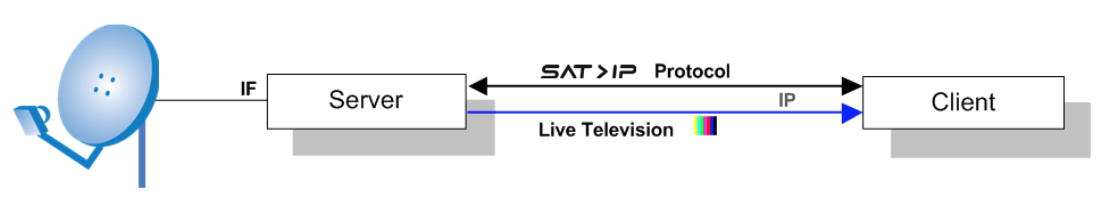 IF
Server
SAT>IP Protocol
IP
Live Television
Client